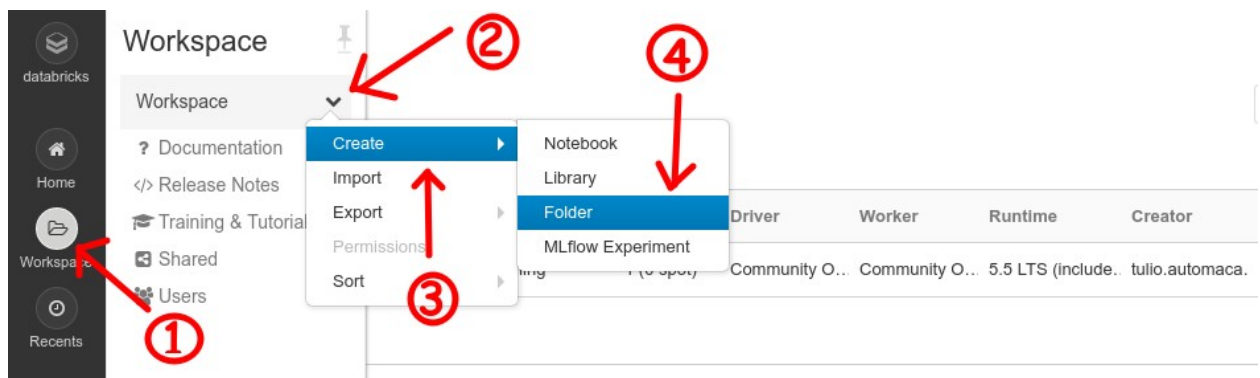 databricks
Home
Workspace
Recents
Workspace
Workspace
? Documentation
</> Release Notes
Training & Tutorial
Shared
Users
Create
Import
Export
Permissions
Sort
Notebook
Library
Folder
MLflow Experiment
Driver Worker Runtime Creator
Community O... Community O... 5.5 LTS (include.. tulio.automaca.
1
2
3
4